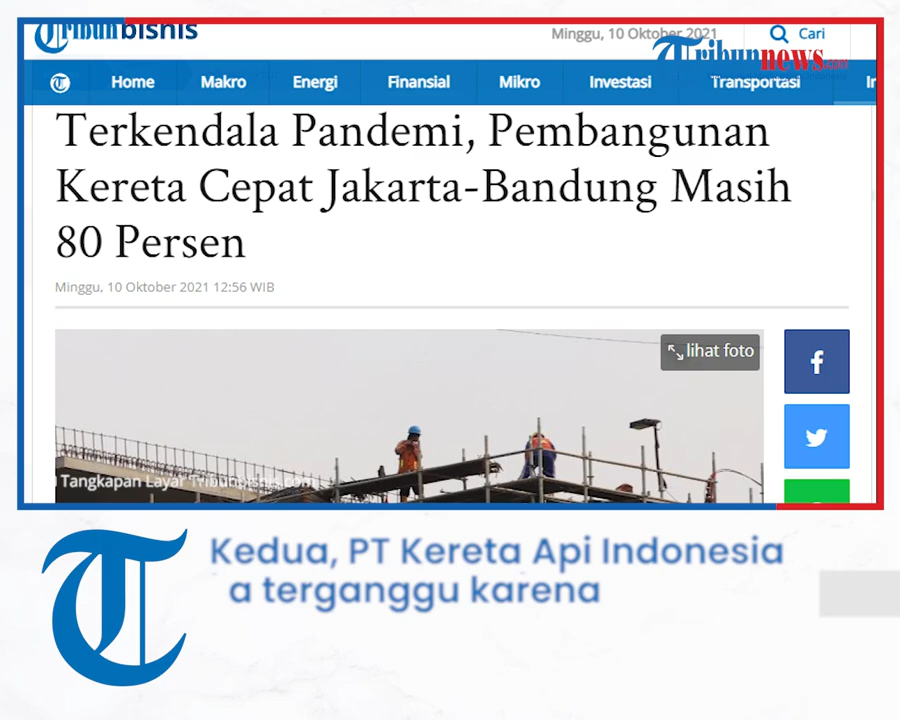 Tribunbisnis
Minggu, 10 Oktober 2021
Cari
Tribunnews.com
Home Makro Energi Finansial Mikro Investasi Transportasi
Terkendala Pandemi, Pembangunan
Kereta Cepat Jakarta-Bandung Masih
80 Persen
Minggu, 10 Oktober 2021 12:56 WIB
lihat foto
Tangkapan Layar Tribunbisnis.com
Kedua, PT Kereta Api Indonesia
a terganggu karena